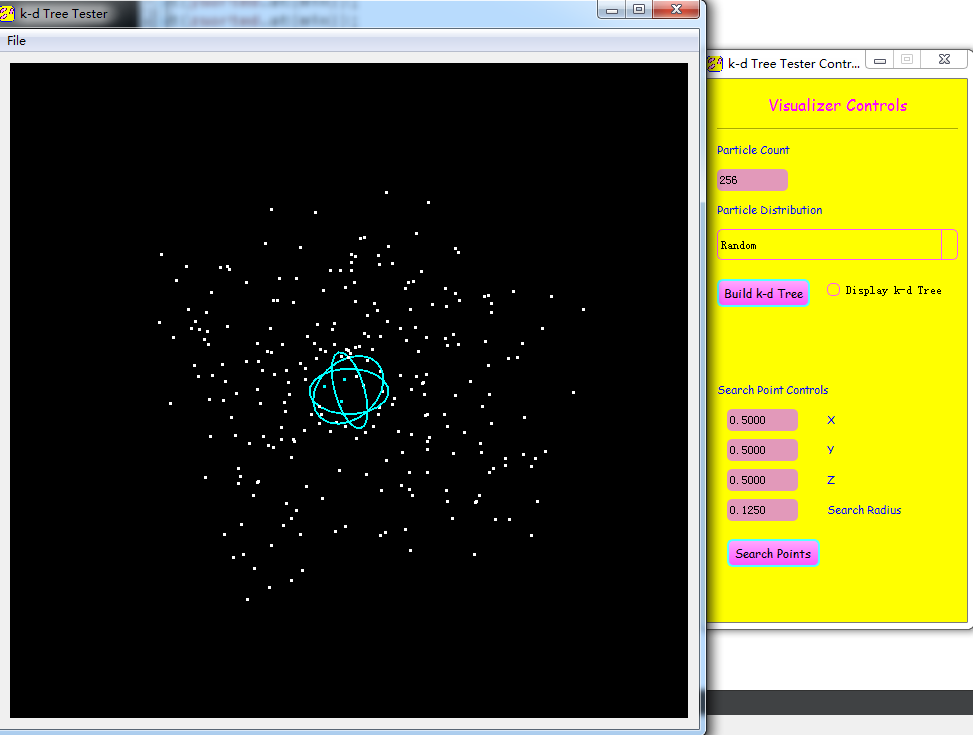 k-d Tree Tester
File
k-d Tree Tester Contr...
Visualizer Controls
Particle Count
256
Particle Distribution
Random
Build k-d Tree
Display k-d Tree
Search Point Controls
0.5000 X
0.5000 Y
0.5000 Z
0.1250 Search Radius
Search Points